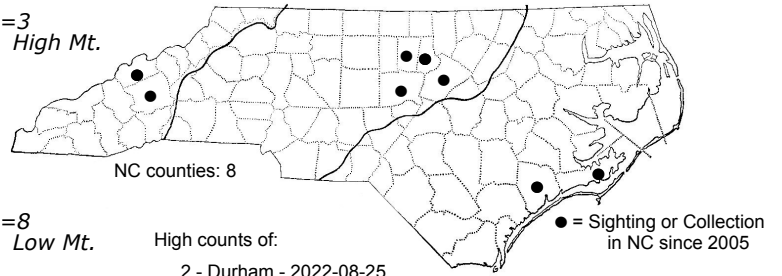 =3
High Mt.
NC counties: 8
=8
Low Mt.
High counts of:
2 - Durham - 2022-08-25
● = Sighting or Collection
in NC since 2005